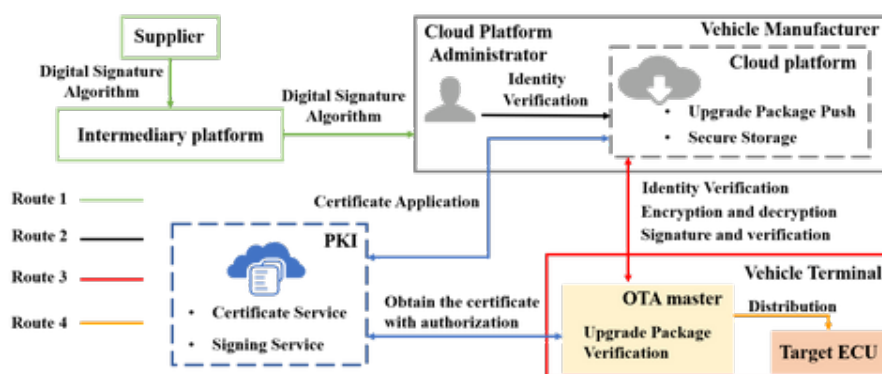 Supplier
Digital Signature
Algorithm
Intermediary platform
Digital Signature
Algorithm
Cloud Platform
Administrator
Identity
Verification
Vehicle Manufacturer
Cloud platform
• Upgrade Package Push
• Secure Storage
Route 1
Route 2
Route 3
Route 4
Certificate Application
PKI
• Certificate Service
• Signing Service
Obtain the certificate
with authorization
Identity Verification
Encryption and decryption
Signature and verification
Vehicle Terminal
OTA master
Upgrade Package
Verification
Distribution
Target ECU